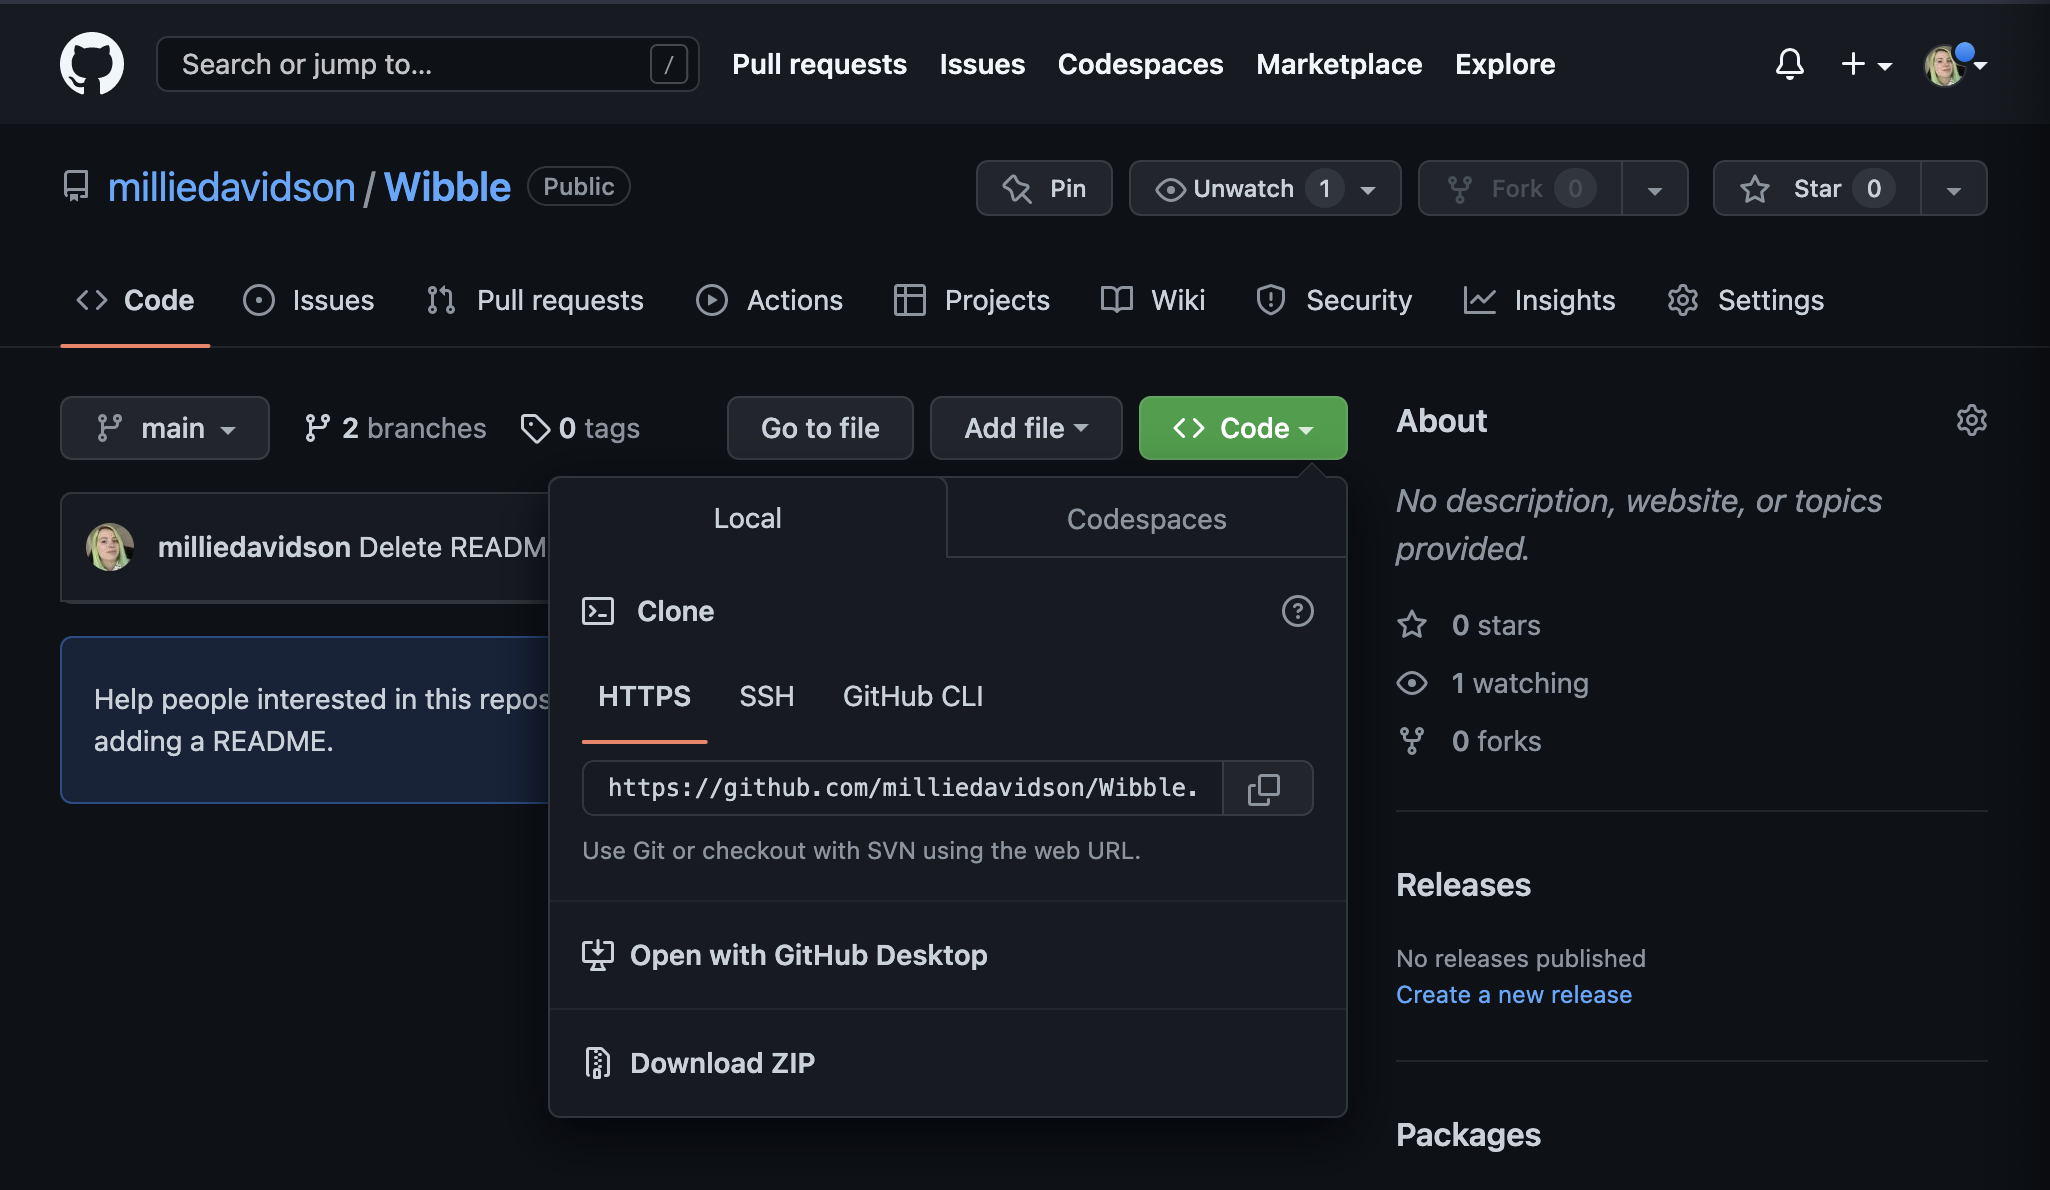 Search or jump to... /
Pull requests Issues Codespaces Marketplace Explore
milliedavidson / Wibble Public
Pin Unwatch 1 Fork 0 Star 0
Code Issues Pull requests Actions Projects Wiki Security Insights Settings
main 2 branches 0 tags Go to file Add file Code
milliedavidson Delete READM
Help people interested in this repos
adding a README.
Local Codespaces
Clone
HTTPS SSH GitHub CLI
https://github.com/milliedavidson/Wibble.
Use Git or checkout with SVN using the web URL.
Open with GitHub Desktop
Download ZIP
About
No description, website, or topics
provided.
0 stars
1 watching
0 forks
Releases
No releases published
Create a new release
Packages